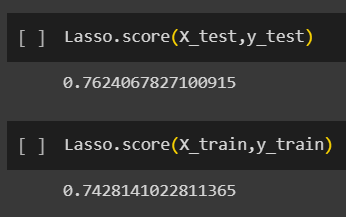 [ ] Lasso.score(X_test,y_test)
0.7624067827100915
[ ] Lasso.score(X_train,y_train)
0.7428141022811365